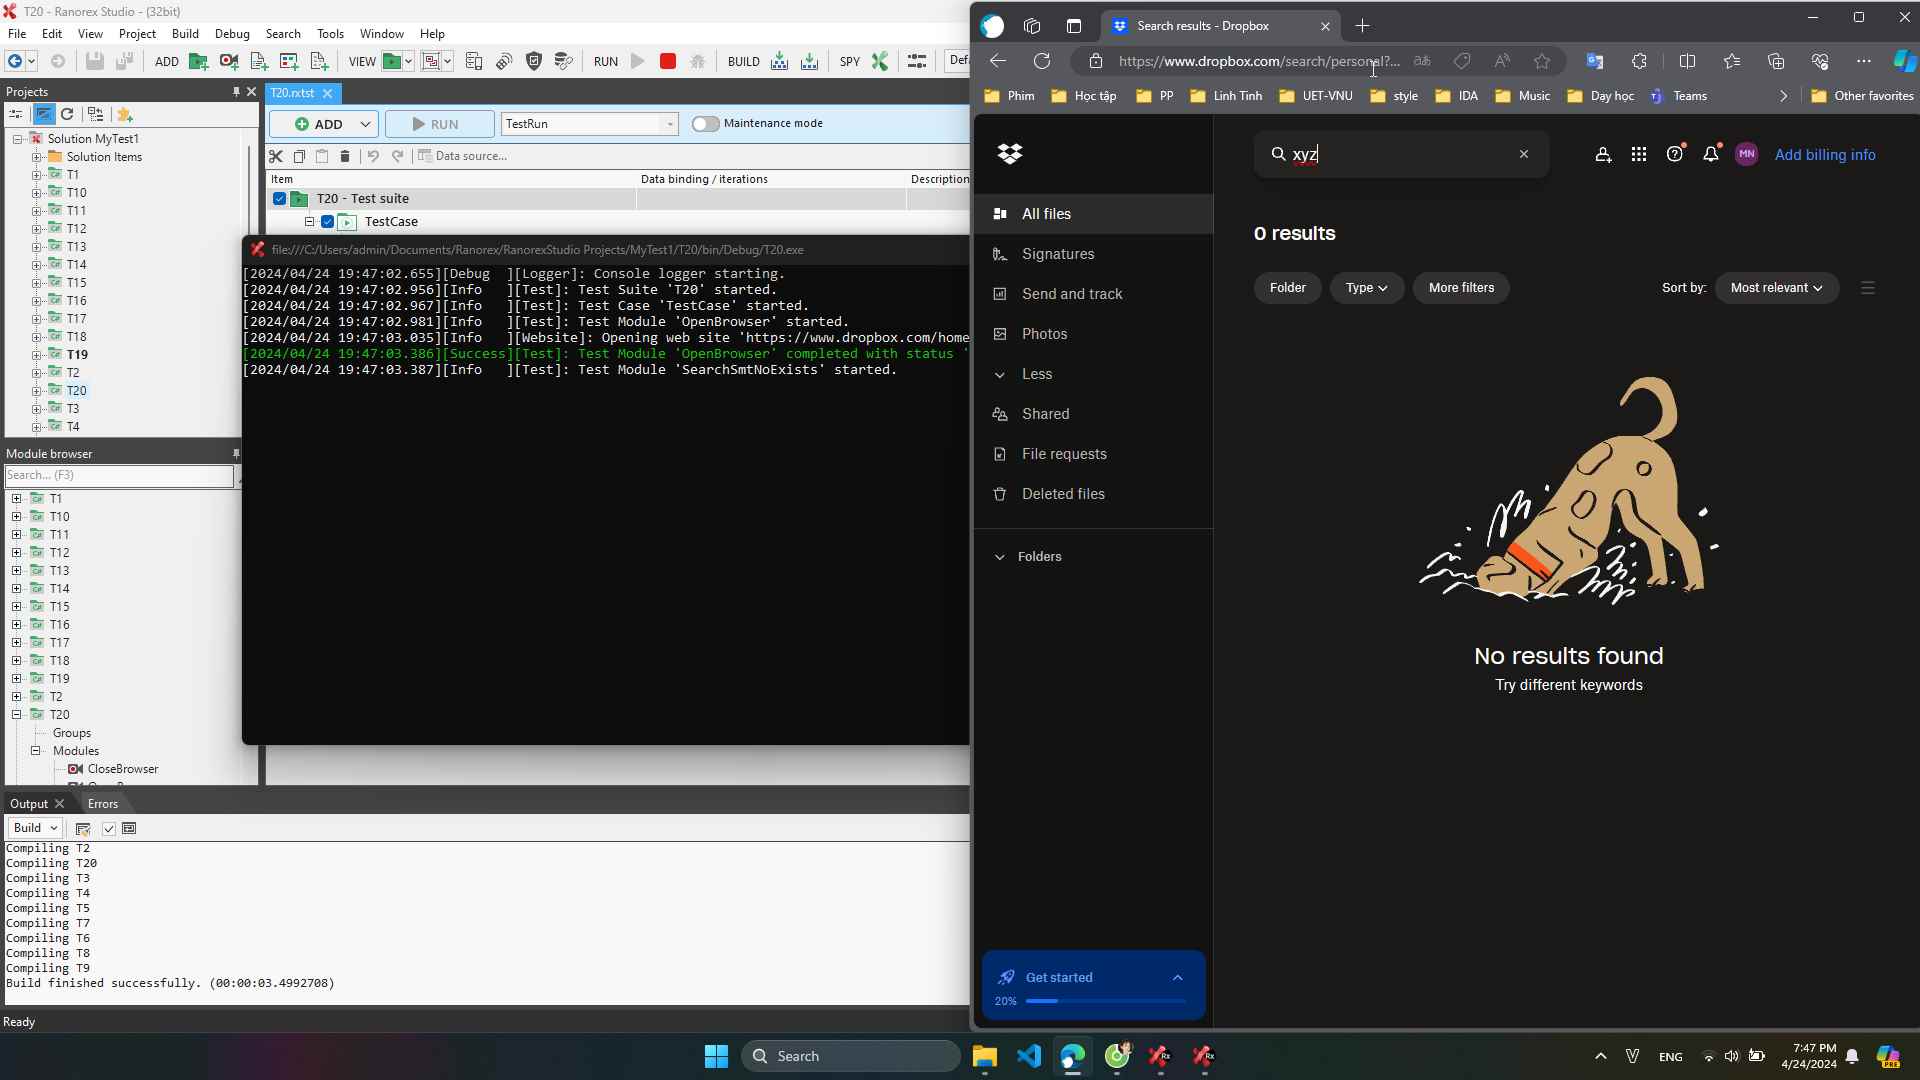 T20 - Ranorex Studio - (32bit)
File Edit View Project Build Debug Search Tools Window Help
ADD VIEW RUN BUILD SPY
Projects
Solution MyTest1
Solution Items
T1
T10
T11
T12
T13
T14
T15
T16
T17
T18
T19
T2
T20
T3
T4
T20.rxtst
ADD RUN TestRun Maintenance mode
Data source...
Item Data binding / iterations Description
T20 - Test suite
TestCase
file:///C:/Users/admin/Documents/Ranorex/RanorexStudio Projects/MyTest1/T20/bin/Debug/T20.exe
[2024/04/24 19:47:02.655][Debug ][Logger]: Console logger starting.
[2024/04/24 19:47:02.956][Info ][Test]: Test Suite 'T20' started.
[2024/04/24 19:47:02.967][Info ][Test]: Test Case 'TestCase' started.
[2024/04/24 19:47:02.981][Info ][Test]: Test Module 'OpenBrowser' started.
[2024/04/24 19:47:03.035][Info ][Website]: Opening web site 'https://www.dropbox.com/home
[2024/04/24 19:47:03.386][Success][Test]: Test Module 'OpenBrowser' completed with status '
[2024/04/24 19:47:03.387][Info ][Test]: Test Module 'SearchSmtNoExists' started.
Module browser
Search... (F3)
T1
T10
T11
T12
T13
T14
T15
T16
T17
T18
T19
T2
T20
Groups
Modules
CloseBrowser
Output Errors
Build
Compiling T2
Compiling T20
Compiling T3
Compiling T4
Compiling T5
Compiling T7
Compiling T6
Compiling T8
Compiling T9
Build finished successfully. (00:00:03.4992708)
Ready
Search results - Dropbox
https://www.dropbox.com/search/personal?...
Phim Học tập PP Linh Tinh UET-VNU style IDA Music Dạy học Teams Other favorites
xyz
MN Add billing info
All files
Signatures
Send and track
Photos
Less
Shared
File requests
Deleted files
Folders
Get started
20%
0 results
Folder Type More filters Sort by: Most relevant
No results found
Try different keywords
Search
ENG
7:47 PM
4/24/2024